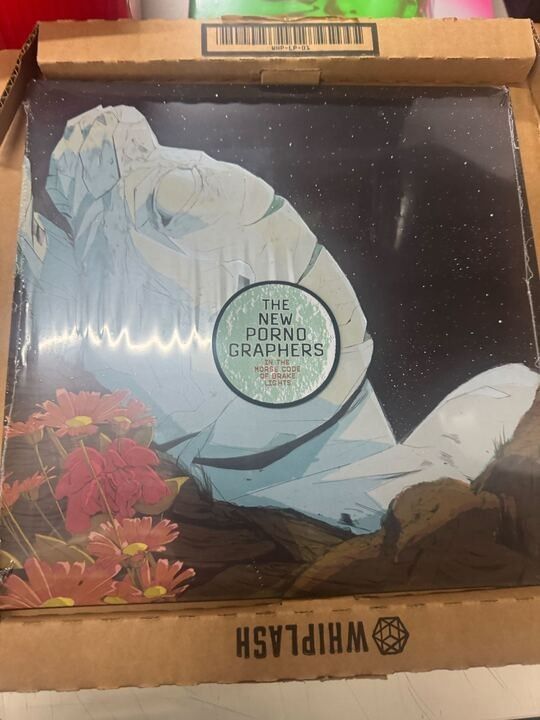 WHP-LP-01
THE
NEW
PORNO
GRAPHERS
IN THE
MORSE CODE
OF BRAKE
LIGHTS
WHIPLASH